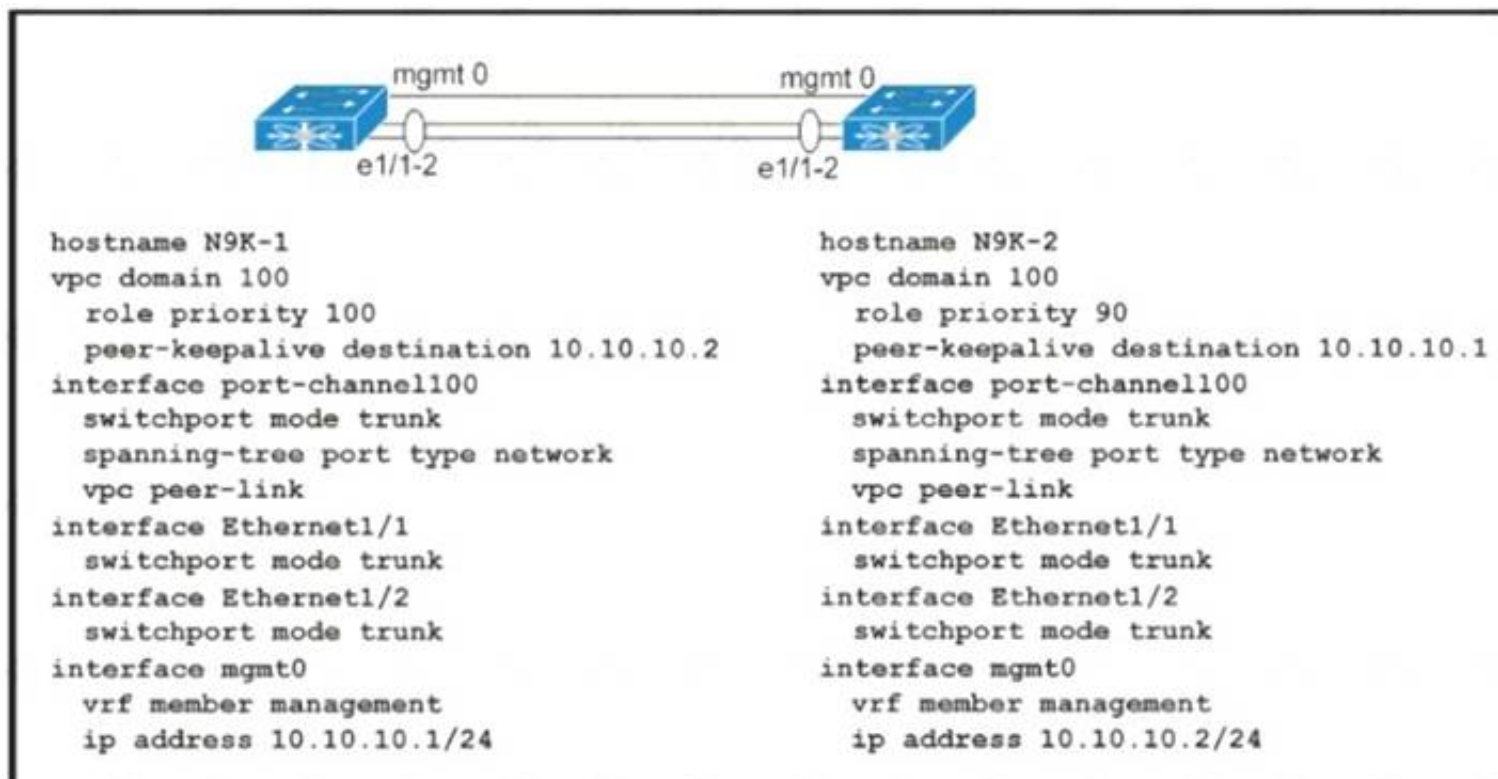 mgmt 0
mgmt 0
e1/1-2
e1/1-2
hostname N9K-1
vpc domain 100
role priority 100
peer-keepalive destination 10.10.10.2
interface port-channel100
switchport mode trunk
spanning-tree port type network
vpc peer-link
interface Ethernet1/1
switchport mode trunk
interface Ethernet1/2
switchport mode trunk
interface mgmt0
vrf member management
ip address 10.10.10.1/24
hostname N9K-2
vpc domain 100
role priority 90
peer-keepalive destination 10.10.10.1
interface port-channel100
switchport mode trunk
spanning-tree port type network
vpc peer-link
interface Ethernet1/1
switchport mode trunk
interface Ethernet1/2
switchport mode trunk
interface mgmt0
vrf member management
ip address 10.10.10.2/24